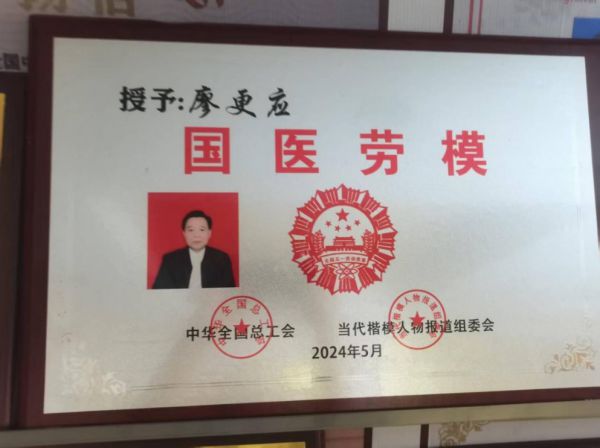 授予:廖更应
国医劳模
中华全国总工会
当代楷模人物报道组委会
2024年5月